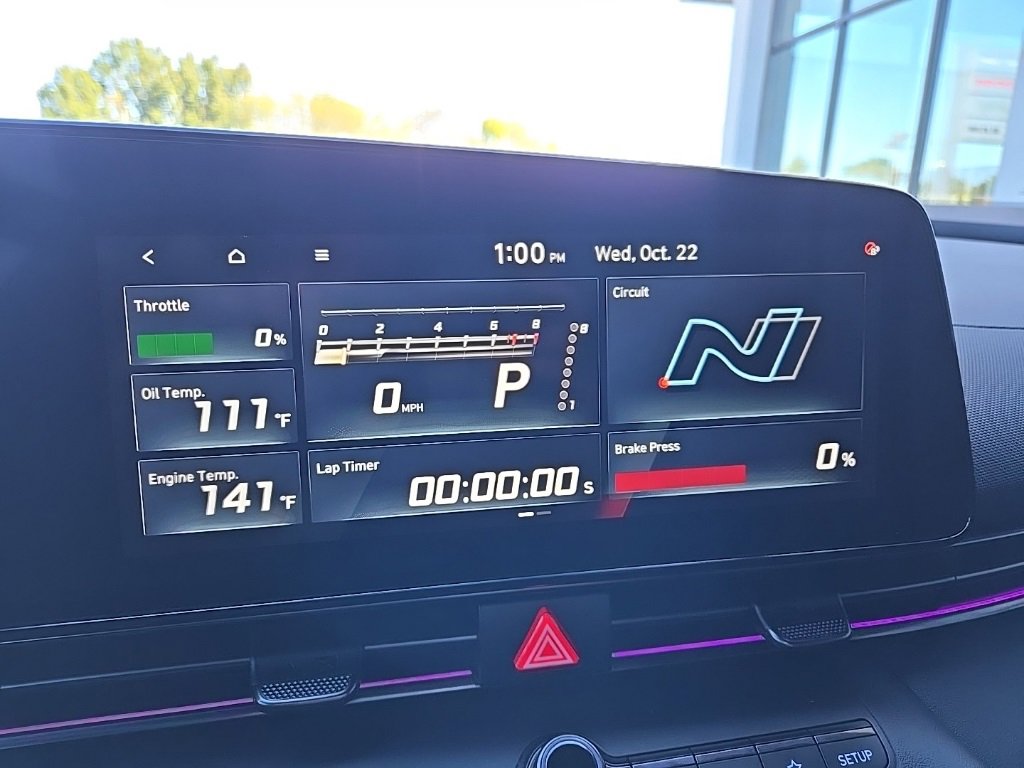 1:00 PM Wed, Oct. 22
Throttle
0%
0 2 4 6 8
8
1
0 MPH
P
Circuit
N
Oil Temp.
111°F
Engine Temp.
141°F
Lap Timer
00:00:00 S
Brake Press
0%
SETUP